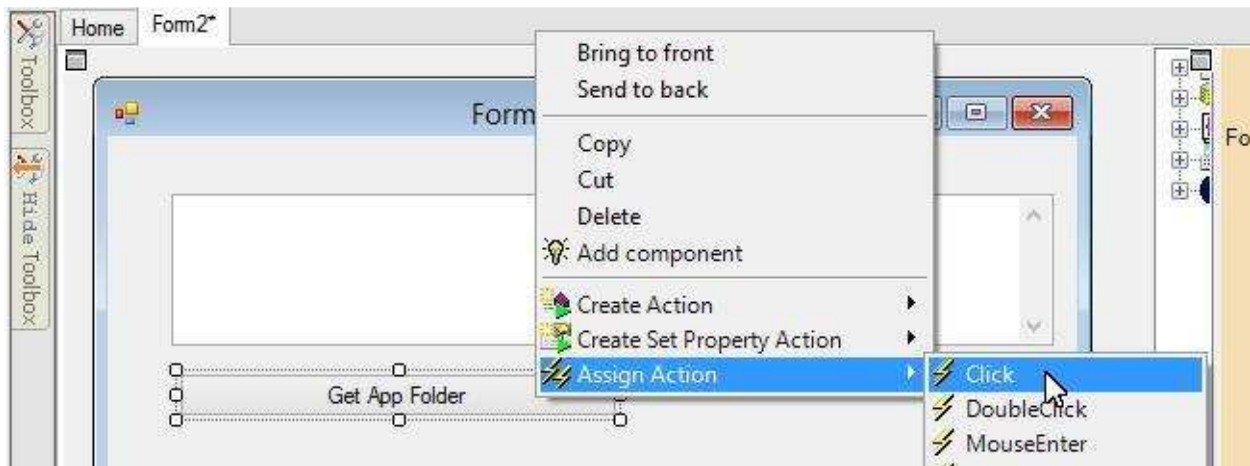 Home
Form2*
Toolbox
Hide Toolbox
Form
Bring to front
Send to back
Copy
Cut
Delete
Add component
Create Action
Create Set Property Action
Assign Action
Click
DoubleClick
MouseEnter
Get App Folder
Fo